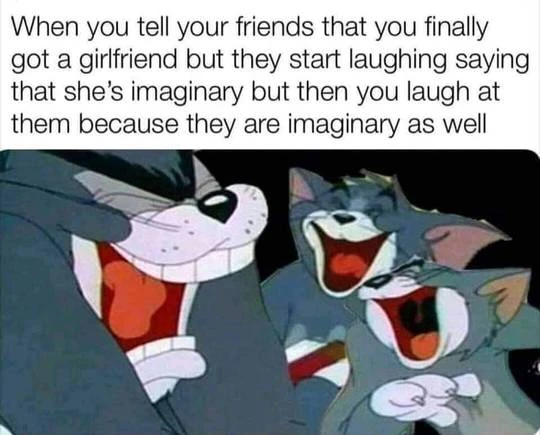 When you tell your friends that you finally
got a girlfriend but they start laughing saying
that she's imaginary but then you laugh at
them because they are imaginary as well